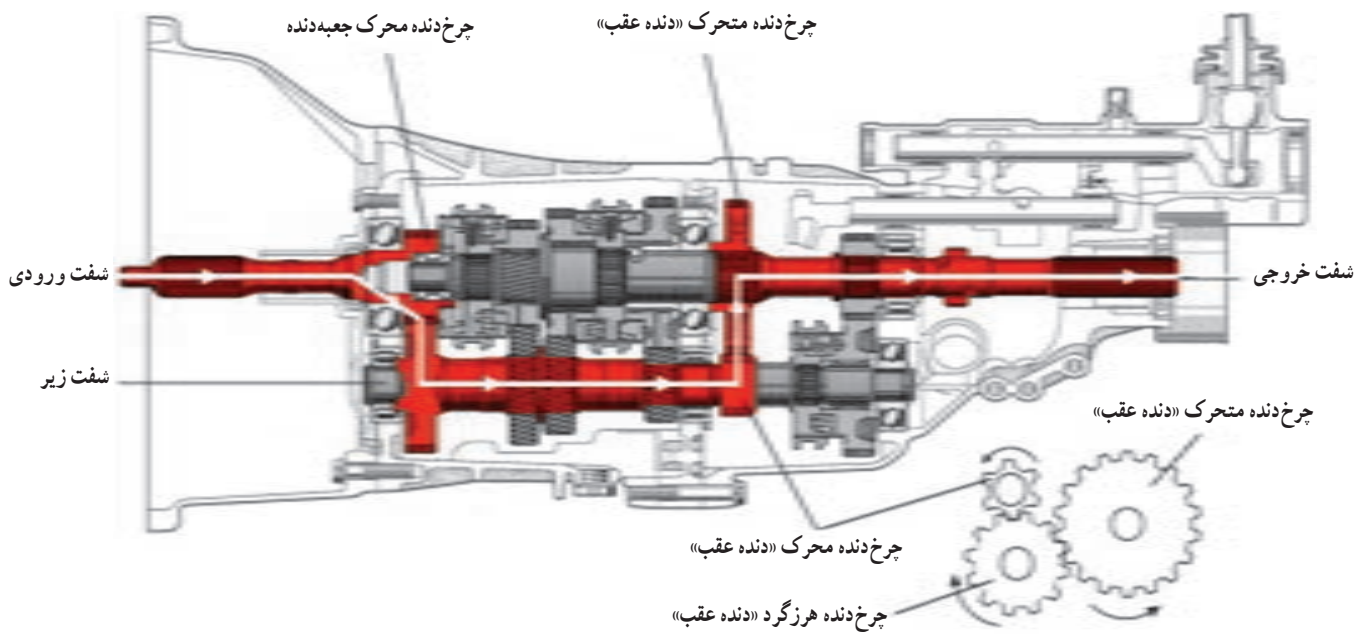 چرخ‌دنده متحرک «دنده عقب»
چرخ‌دنده محرک جعبه‌دنده
شفت خروجی
شفت ورودی
شفت زیر
چرخ‌دنده متحرک «دنده عقب»
چرخ‌دنده محرک «دنده عقب»
چرخ‌دنده هرزگرد «دنده عقب»